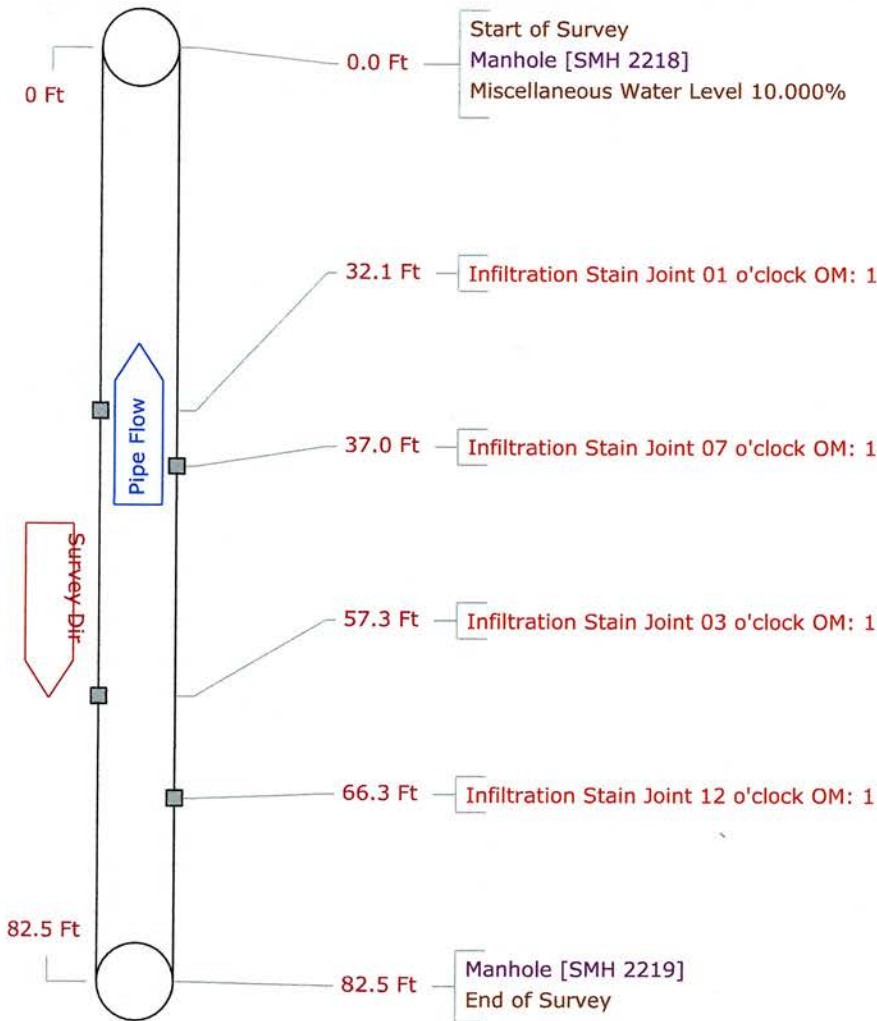 0 Ft
0.0 Ft
Start of Survey
Manhole [SMH 2218]
Miscellaneous Water Level 10.000%
32.1 Ft
Infiltration Stain Joint 01 o'clock OM: 1
Pipe Flow
37.0 Ft
Infiltration Stain Joint 07 o'clock OM: 1
Survey Dir
57.3 Ft
Infiltration Stain Joint 03 o'clock OM: 1
66.3 Ft
Infiltration Stain Joint 12 o'clock OM: 1
82.5 Ft
82.5 Ft
Manhole [SMH 2219]
End of Survey